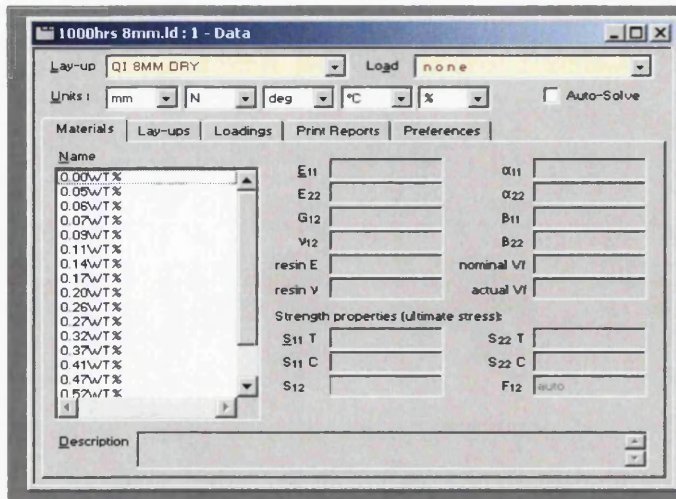 1000hrs 8mm.ld : 1 - Data
Lay-up QI 8MM DRY Load none
Units : mm N deg °C % Auto-Solve
Materials Lay-ups Loadings Print Reports Preferences
Name
0.00WT%
0.05WT%
0.06WT%
0.07WT%
0.09WT%
0.11WT%
0.14WT%
0.17WT%
0.20WT%
0.26WT%
0.27WT%
0.32WT%
0.37WT%
0.41WT%
0.47WT%
0.52WT%
E11 α11
E22 α22
G12 β11
ν12 β22
resin E nominal Vf
resin ν actual Vf
Strength properties (ultimate stress):
S11 T S22 T
S11 C S22 C
S12 F12 auto
Description